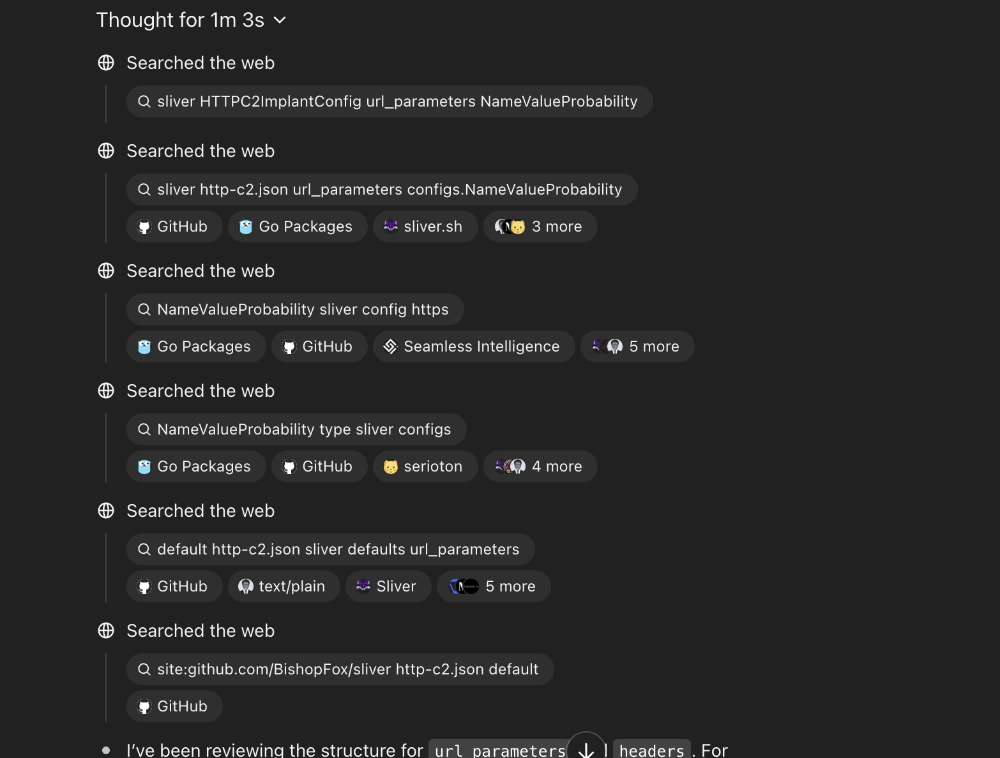 Thought for 1m 3s
Searched the web
sliver HTTPC2ImplantConfig url_parameters NameValueProbability
Searched the web
sliver http-c2.json url_parameters configs.NameValueProbability
GitHub Go Packages sliver.sh 3 more
Searched the web
NameValueProbability sliver config https
Go Packages GitHub Seamless Intelligence 5 more
Searched the web
NameValueProbability type sliver configs
Go Packages GitHub serioton 4 more
Searched the web
default http-c2.json sliver defaults url_parameters
GitHub text/plain Sliver 5 more
Searched the web
site:github.com/BishopFox/sliver http-c2.json default
GitHub
I’ve been reviewing the structure for url_parameters headers. For